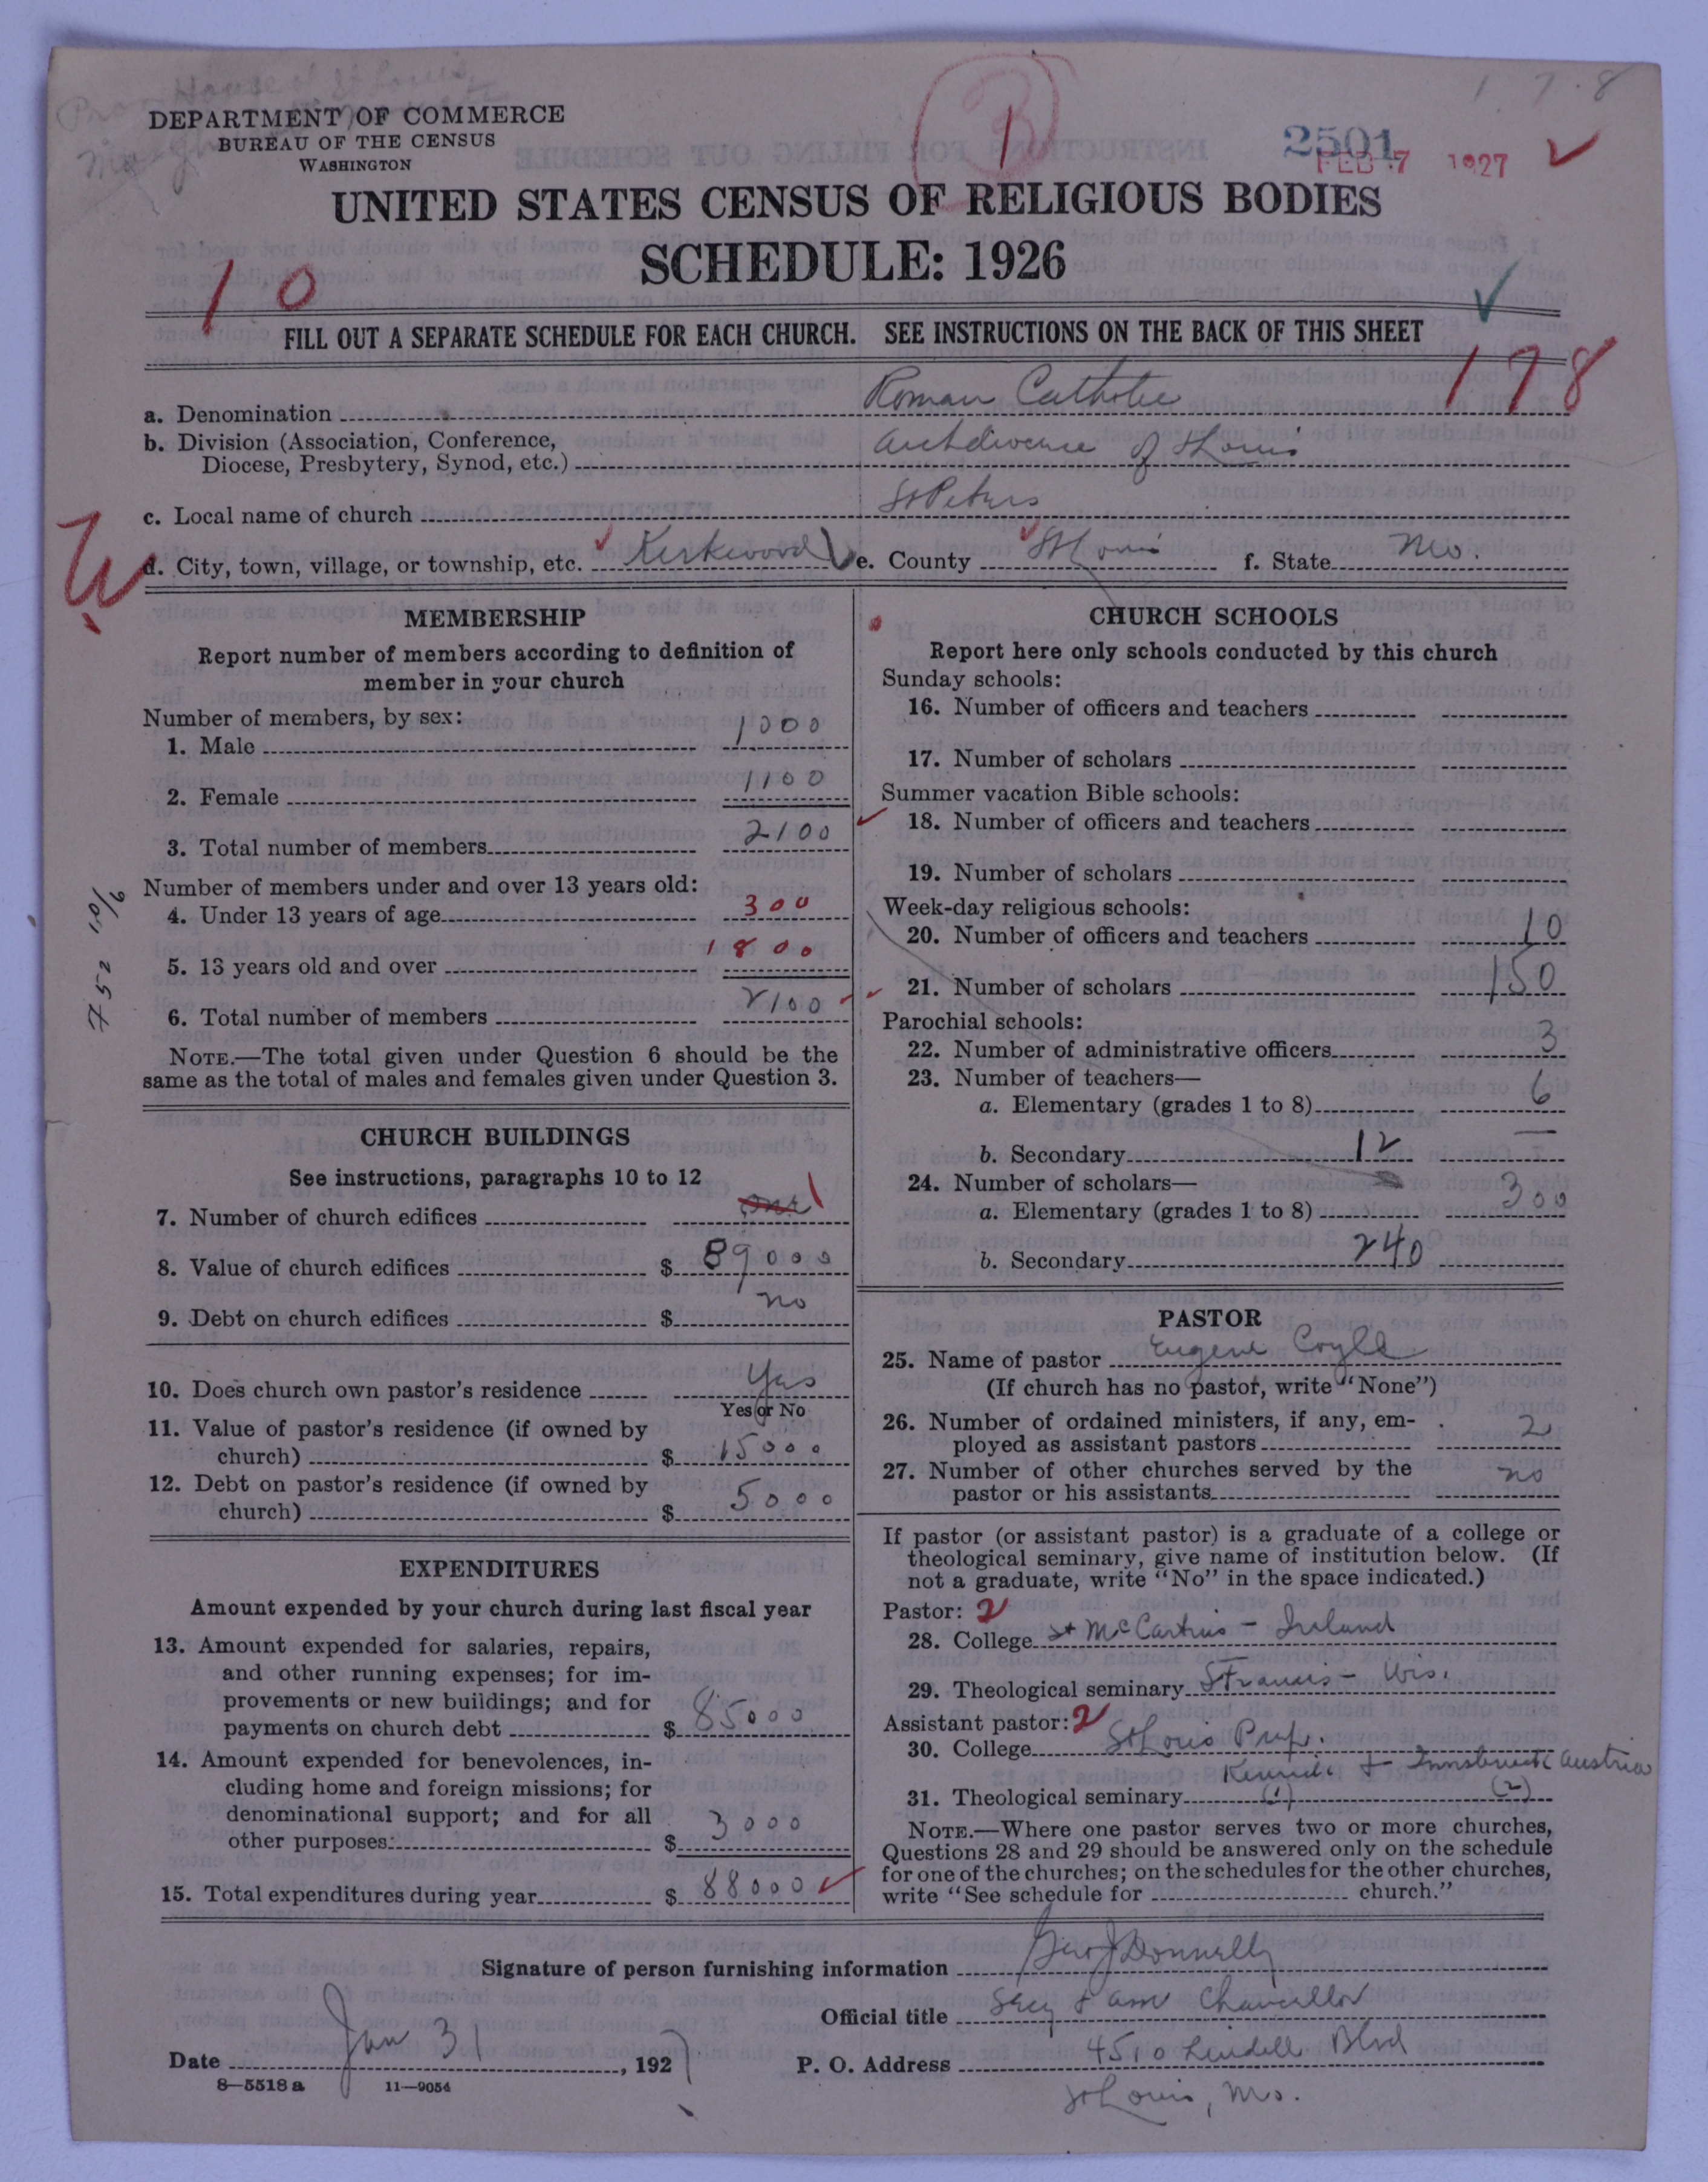 1 7 8
House of St Louis
DEPARTMENT OF COMMERCE
BUREAU OF THE CENSUS
WASHINGTON
1
2501
FEB 7 1927
UNITED STATES CENSUS OF RELIGIOUS BODIES
SCHEDULE: 1926
10
FILL OUT A SEPARATE SCHEDULE FOR EACH CHURCH. SEE INSTRUCTIONS ON THE BACK OF THIS SHEET
178
a. Denomination Roman Catholic
b. Division (Association, Conference,
Diocese, Presbytery, Synod, etc.) Archdiocese of St Louis
c. Local name of church St Peters
d. City, town, village, or township, etc. Kirkwood e. County St Louis f. State Mo.
MEMBERSHIP
Report number of members according to definition of
member in your church
Number of members, by sex:
1. Male 1000
2. Female 1100
3. Total number of members 2100
Number of members under and over 13 years old:
4. Under 13 years of age 300
5. 13 years old and over 1800
6. Total number of members 2100
NOTE.—The total given under Question 6 should be the
same as the total of males and females given under Question 3.
752 10/6
CHURCH BUILDINGS
See instructions, paragraphs 10 to 12
7. Number of church edifices one 1
8. Value of church edifices $ 89000
9. Debt on church edifices $ no
10. Does church own pastor's residence Yes
Yes or No
11. Value of pastor's residence (if owned by
church) $ 15000
12. Debt on pastor's residence (if owned by
church) $ 5000
EXPENDITURES
Amount expended by your church during last fiscal year
13. Amount expended for salaries, repairs,
and other running expenses; for im-
provements or new buildings; and for
payments on church debt $ 85000
14. Amount expended for benevolences, in-
cluding home and foreign missions; for
denominational support; and for all
other purposes: $ 3000
15. Total expenditures during year $ 88000
CHURCH SCHOOLS
Report here only schools conducted by this church
Sunday schools:
16. Number of officers and teachers
17. Number of scholars
Summer vacation Bible schools:
18. Number of officers and teachers
19. Number of scholars
Week-day religious schools:
20. Number of officers and teachers 10
21. Number of scholars 150
Parochial schools:
22. Number of administrative officers 3
23. Number of teachers—
a. Elementary (grades 1 to 8) 6
b. Secondary 12 —
24. Number of scholars—
a. Elementary (grades 1 to 8) 300
b. Secondary 240
PASTOR
25. Name of pastor Eugene Coyle
(If church has no pastor, write "None")
26. Number of ordained ministers, if any, em-
ployed as assistant pastors 2
27. Number of other churches served by the
pastor or his assistants no
If pastor (or assistant pastor) is a graduate of a college or
theological seminary, give name of institution below. (If
not a graduate, write "No" in the space indicated.)
Pastor: 2
28. College St McCartins - Ireland
29. Theological seminary St Francis - Wis.
Assistant pastor: 2
30. College St Louis Prep.
Kenrick + Innsbruck Austria
31. Theological seminary (1) (2)
NOTE.—Where one pastor serves two or more churches,
Questions 28 and 29 should be answered only on the schedule
for one of the churches; on the schedules for the other churches,
write "See schedule for church."
Signature of person furnishing information Geo J Donnelly
Official title Secy + Asst Chancellor
Date Jan 31, 1927 P. O. Address 4510 Lindell Blvd
8—5518 a 11—9054
St Louis, Mo.